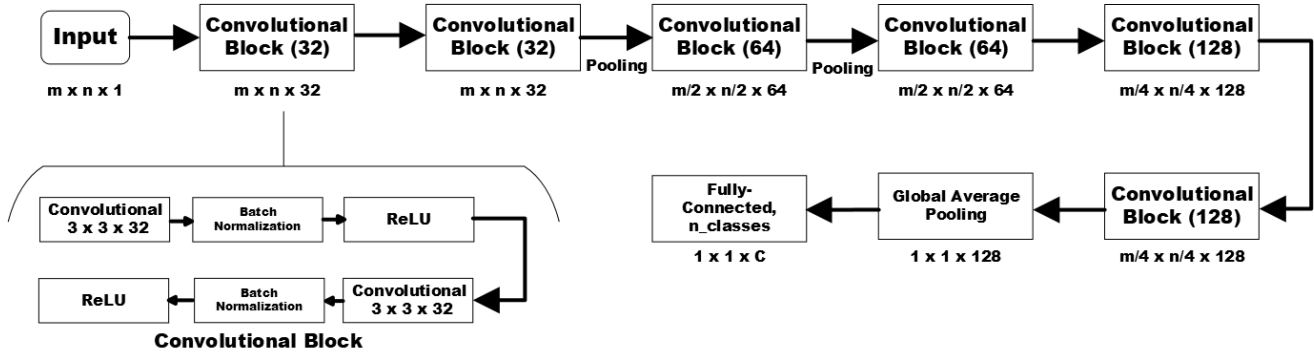 Input
m x n x 1
Convolutional
Block (32)
m x n x 32
Convolutional
Block (32)
m x n x 32
Pooling
Convolutional
Block (64)
m/2 x n/2 x 64
Pooling
Convolutional
Block (64)
m/2 x n/2 x 64
Convolutional
Block (128)
m/4 x n/4 x 128
Convolutional
Block (128)
m/4 x n/4 x 128
Global Average
Pooling
1 x 1 x 128
Fully-
Connected,
n_classes
1 x 1 x C
Convolutional
3 x 3 x 32
Batch
Normalization
ReLU
Convolutional
3 x 3 x 32
Batch
Normalization
ReLU
Convolutional Block